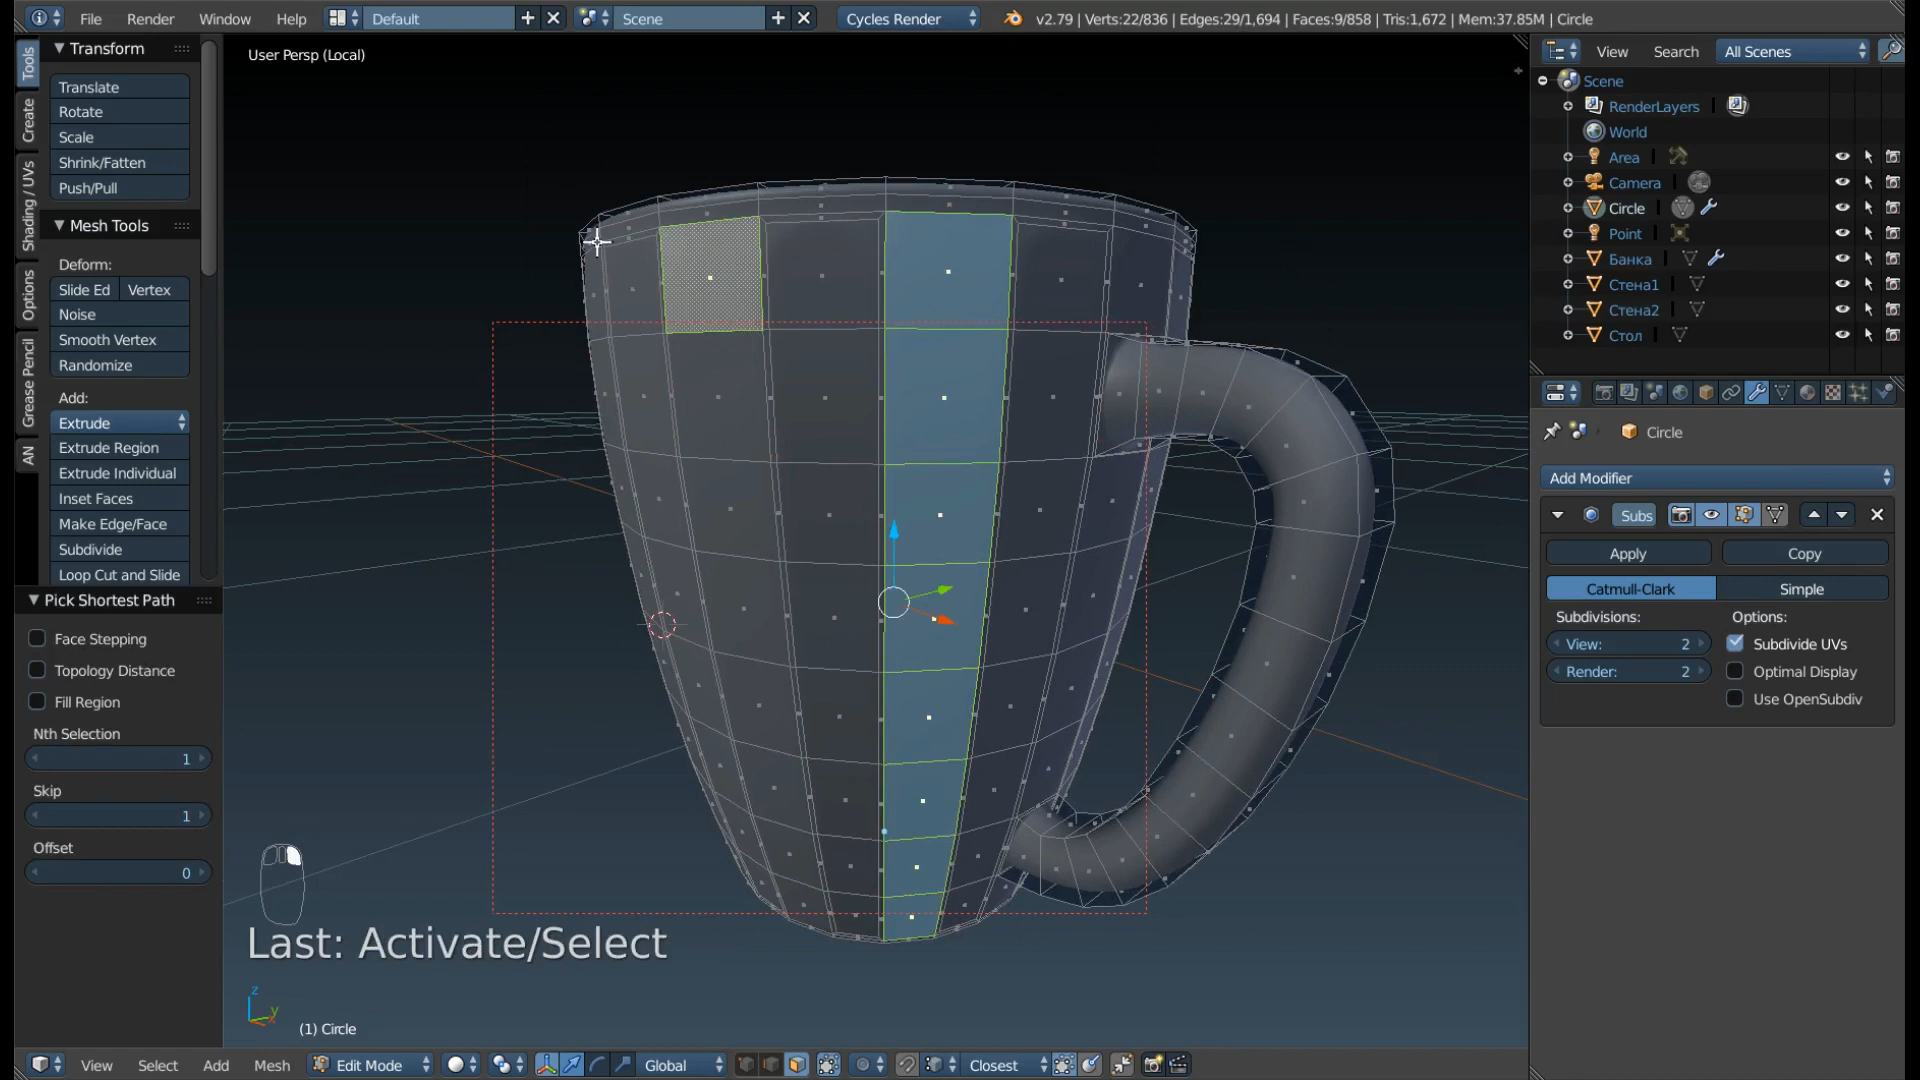 File Render Window Help Default Scene Cycles Render v2.79 | Verts:22/836 | Edges:29/1,694 | Faces:9/858 | Tris:1,672 | Mem:37.85M | Circle
Tools
Create
Shading / UVs
Options
Grease Pencil
AN
Transform
Translate
Rotate
Scale
Shrink/Fatten
Push/Pull
Mesh Tools
Deform:
Slide Ed Vertex
Noise
Smooth Vertex
Randomize
Add:
Extrude
Extrude Region
Extrude Individual
Inset Faces
Make Edge/Face
Subdivide
Loop Cut and Slide
Pick Shortest Path
Face Stepping
Topology Distance
Fill Region
Nth Selection
1
Skip
1
Offset
0
User Persp (Local)
Last: Activate/Select
z
y
(1) Circle
View Select Add Mesh Edit Mode Global Closest
View Search All Scenes
Scene
RenderLayers
World
Area
Camera
Circle
Point
Банка
Стена1
Стена2
Стол
Circle
Add Modifier
Subs
Apply Copy
Catmull-Clark Simple
Subdivisions: Options:
View: 2 Subdivide UVs
Render: 2 Optimal Display
Use OpenSubdiv